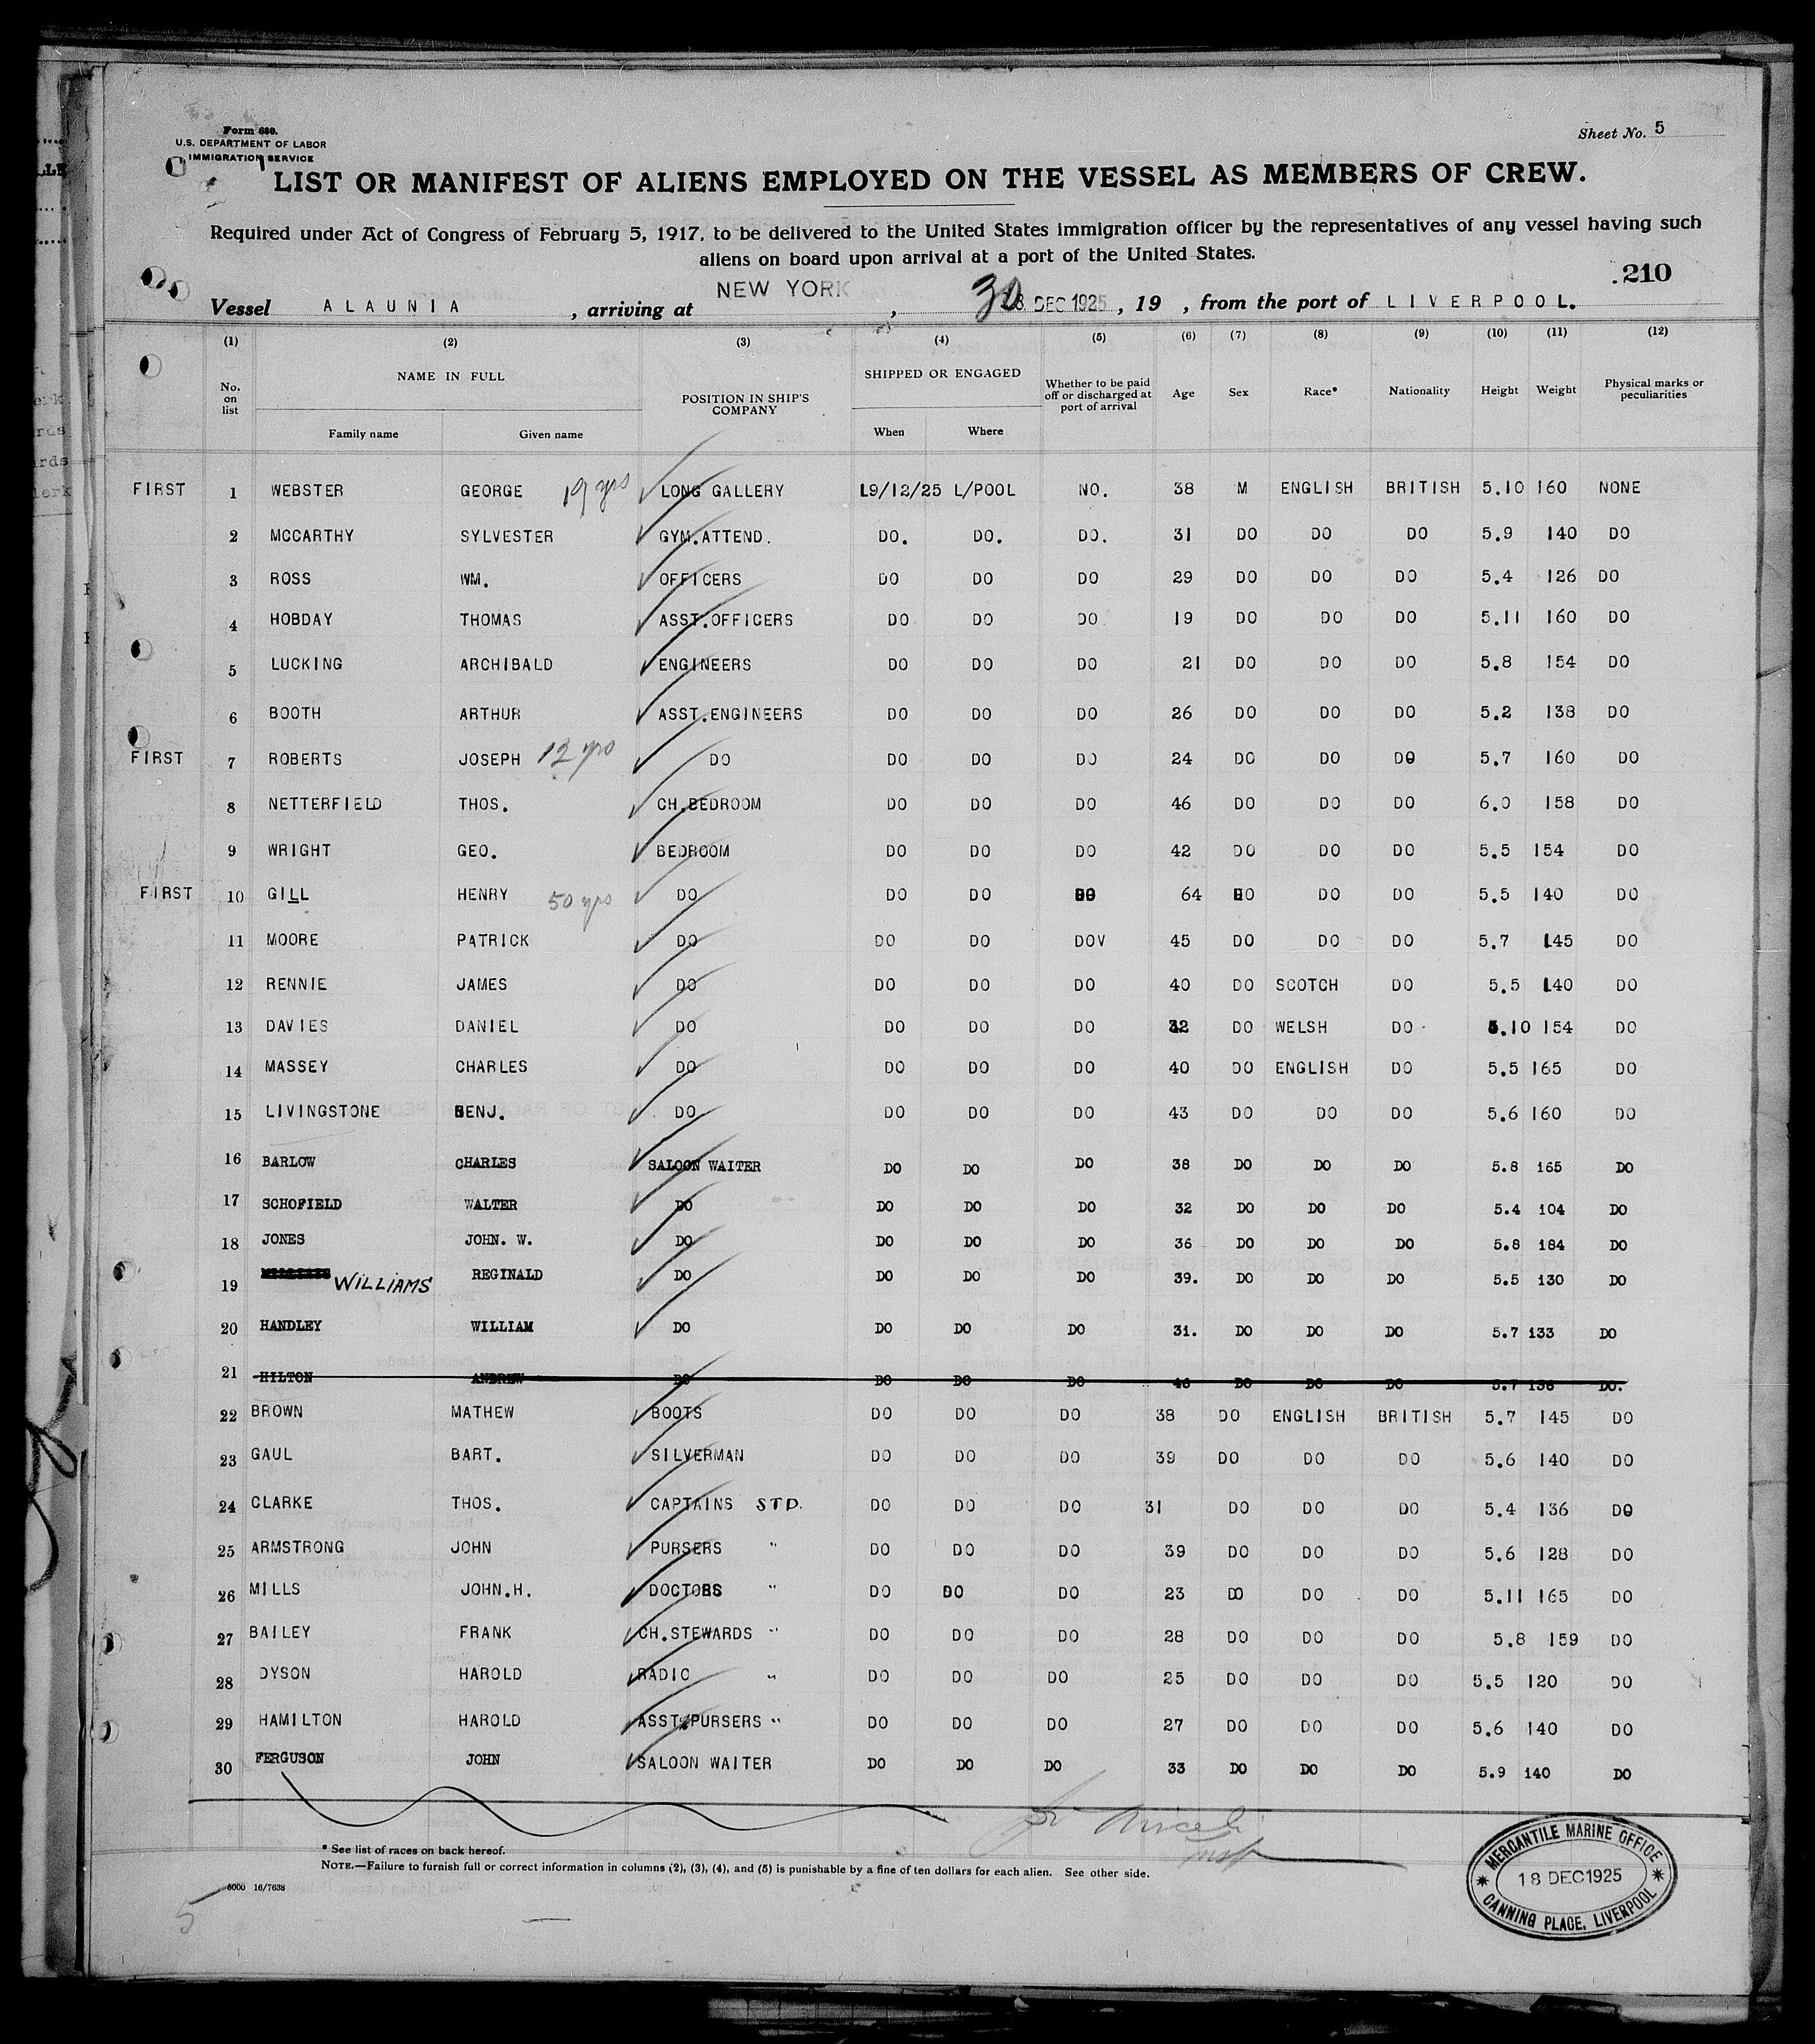 Form 680.
U.S. DEPARTMENT OF LABOR
IMMIGRATION SERVICE
Sheet No. 5
LIST OR MANIFEST OF ALIENS EMPLOYED ON THE VESSEL AS MEMBERS OF CREW.
Required under Act of Congress of February 5, 1917, to be delivered to the United States immigration officer by the representatives of any vessel having such
aliens on board upon arrival at a port of the United States.
.210
Vessel ALAUNIA , arriving at NEW YORK , 30 DEC 1925 , 19 , from the port of LIVERPOOL.
(1) (2) (3) (4) (5) (6) (7) (8) (9) (10) (11) (12)
No. on list NAME IN FULL POSITION IN SHIP'S COMPANY SHIPPED OR ENGAGED Whether to be paid off or discharged at port of arrival Age Sex Race* Nationality Height Weight Physical marks or peculiarities
Family name Given name When Where
FIRST 1 WEBSTER GEORGE 19 yrs LONG GALLERY 19/12/25 L/POOL NO. 38 M ENGLISH BRITISH 5.10 160 NONE
2 MCCARTHY SYLVESTER GYM.ATTEND. DO. DO. DO. 31 DO DO DO 5.9 140 DO
3 ROSS WM. OFFICERS DO DO DO 29 DO DO DO 5.4 126 DO
4 HOBDAY THOMAS ASST.OFFICERS DO DO DO 19 DO DO DO 5.11 160 DO
5 LUCKING ARCHIBALD ENGINEERS DO DO DO 21 DO DO DO 5.8 154 DO
6 BOOTH ARTHUR ASST.ENGINEERS DO DO DO 26 DO DO DO 5.2 138 DO
FIRST 7 ROBERTS JOSEPH 12 yrs DO DO DO DO 24 DO DO DO 5.7 160 DO
8 NETTERFIELD THOS. CH.BEDROOM DO DO DO 46 DO DO DO 6.0 158 DO
9 WRIGHT GEO. BEDROOM DO DO DO 42 DO DO DO 5.5 154 DO
FIRST 10 GILL HENRY 50 yrs DO DO DO DO 64 DO DO DO 5.5 140 DO
11 MOORE PATRICK DO DO DO DOV 45 DO DO DO 5.7 145 DO
12 RENNIE JAMES DO DO DO DO 40 DO SCOTCH DO 5.5 140 DO
13 DAVIES DANIEL DO DO DO DO 32 DO WELSH DO 5.10 154 DO
14 MASSEY CHARLES DO DO DO DO 40 DO ENGLISH DO 5.5 165 DO
15 LIVINGSTONE BENJ. DO DO DO DO 43 DO DO DO 5.6 160 DO
16 BARLOW CHARLES SALOON WAITER DO DO DO 38 DO DO DO 5.8 165 DO
17 SCHOFIELD WALTER DO DO DO DO 32 DO DO DO 5.4 104 DO
18 JONES JOHN. W. DO DO DO DO 36 DO DO DO 5.8 184 DO
19 WILLIAMS REGINALD DO DO DO DO 39. DO DO DO 5.5 130 DO
20 HANDLEY WILLIAM DO DO DO DO 31. DO DO DO 5.7 133 DO
21 HILTON ANDREW DO DO DO DO 46 DO DO DO 5.7 138 DO.
22 BROWN MATHEW BOOTS DO DO DO 38 DO ENGLISH BRITISH 5.7 145 DO
23 GAUL BART. SILVERMAN DO DO DO 39 DO DO DO 5.6 140 DO
24 CLARKE THOS. CAPTAINS STD. DO DO DO 31 DO DO DO 5.4 136 DO
25 ARMSTRONG JOHN PURSERS " DO DO DO 39 DO DO DO 5.6 128 DO
26 MILLS JOHN.H. DOCTORS " DO DO DO 23 DO DO DO 5.11 165 DO
27 BAILEY FRANK CH.STEWARDS " DO DO DO 28 DO DO DO 5.8 159 DO
28 DYSON HAROLD RADIO " DO DO DO 25 DO DO DO 5.5 120 DO
29 HAMILTON HAROLD ASST.PURSERS " DO DO DO 27 DO DO DO 5.6 140 DO
30 FERGUSON JOHN SALOON WAITER DO DO DO 33 DO DO DO 5.9 140 DO
Insp
* See list of races on back hereof.
NOTE.—Failure to furnish full or correct information in columns (2), (3), (4), and (5) is punishable by a fine of ten dollars for each alien. See other side.
5000 16/7638
5
MERCANTILE MARINE OFFICE
18 DEC 1925
CANNING PLACE, LIVERPOOL